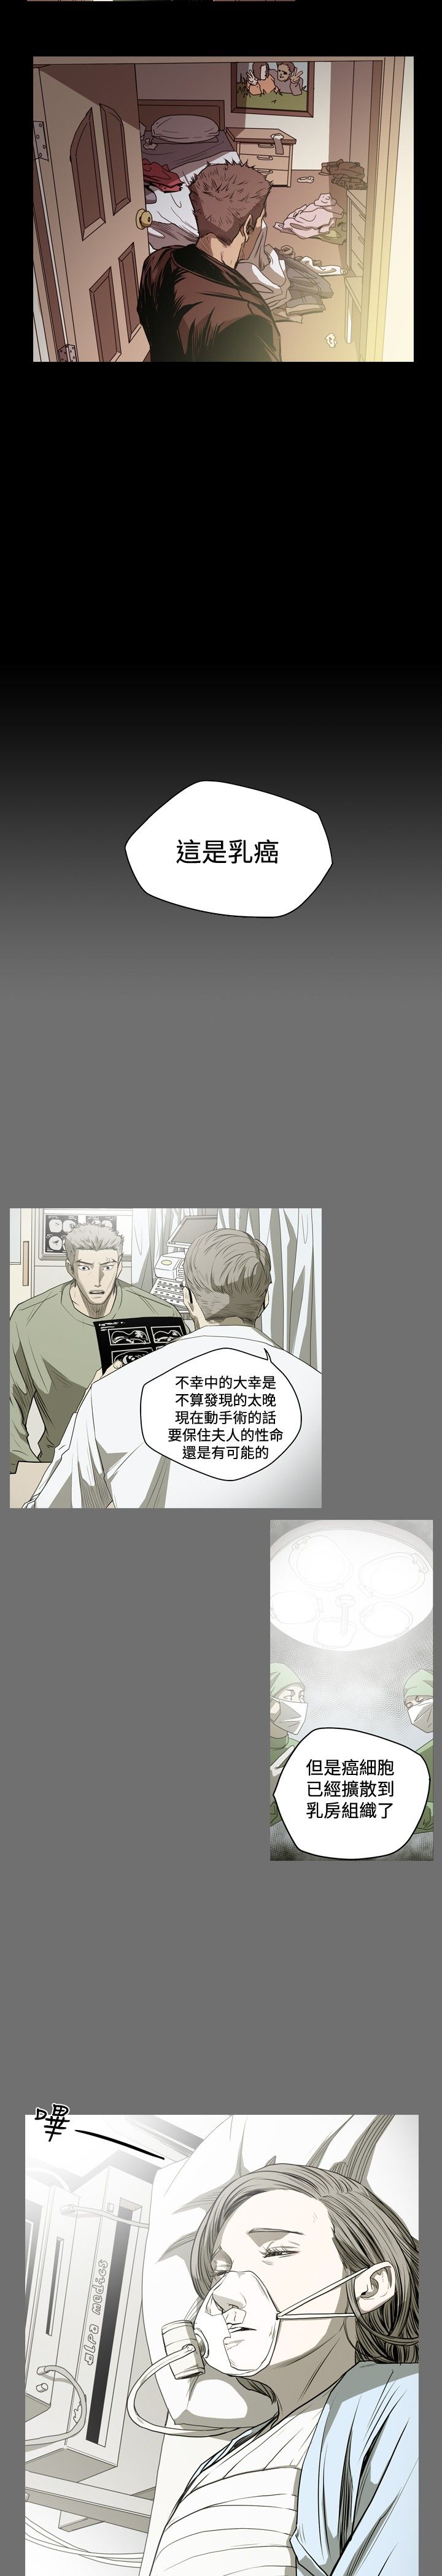 這是乳癌
不幸中的大幸是
不算發現的太晚
現在動手術的話
要保住夫人的性命
還是有可能的
但是癌細胞
已經擴散到
乳房組織了
嗶